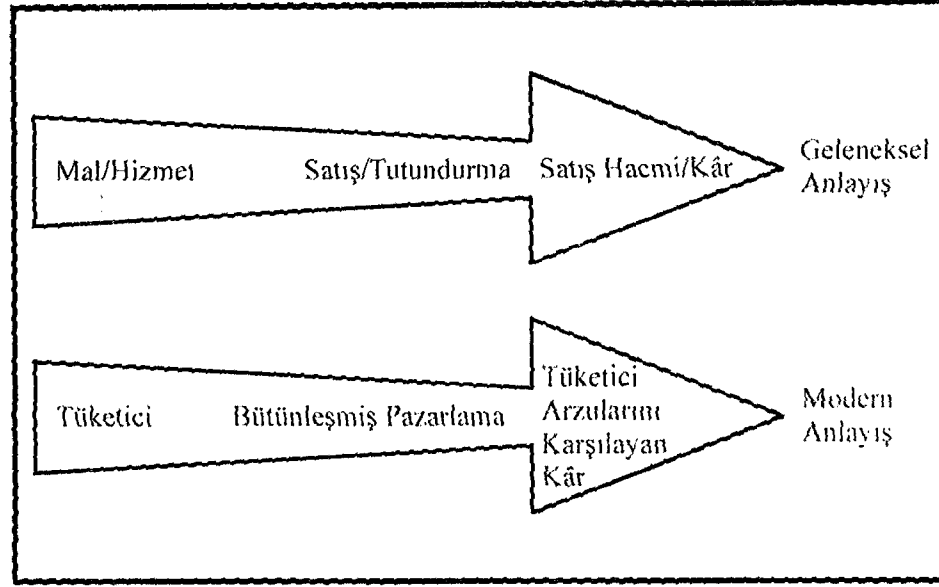 Mal/Hizmet Satış/Tutundurma Satış Hacmi/Kâr
Geleneksel
Anlayış
Tüketici Bütünleşmiş Pazarlama
Tüketici
Arzularını
Karşılayan
Kâr
Modern
Anlayış